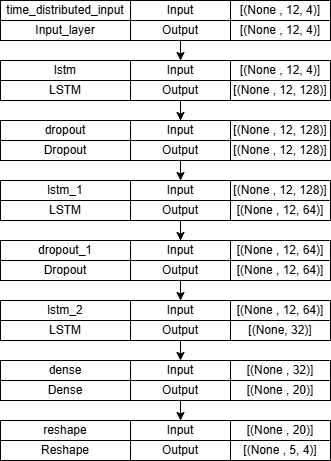 time_distributed_input Input [(None , 12, 4)]
Input_layer Output [(None , 12, 4)]
lstm Input [(None , 12, 4)]
LSTM Output [(None , 12, 128)]
dropout Input [(None , 12, 128)]
Dropout Output [(None , 12, 128)]
lstm_1 Input [(None , 12, 128)]
LSTM Output [(None , 12, 64)]
dropout_1 Input [(None , 12, 64)]
Dropout Output [(None , 12, 64)]
lstm_2 Input [(None , 12, 64)]
LSTM Output [(None, 32)]
dense Input [(None , 32)]
Dense Output [(None , 20)]
reshape Input [(None , 20)]
Reshape Output [(None , 5, 4)]